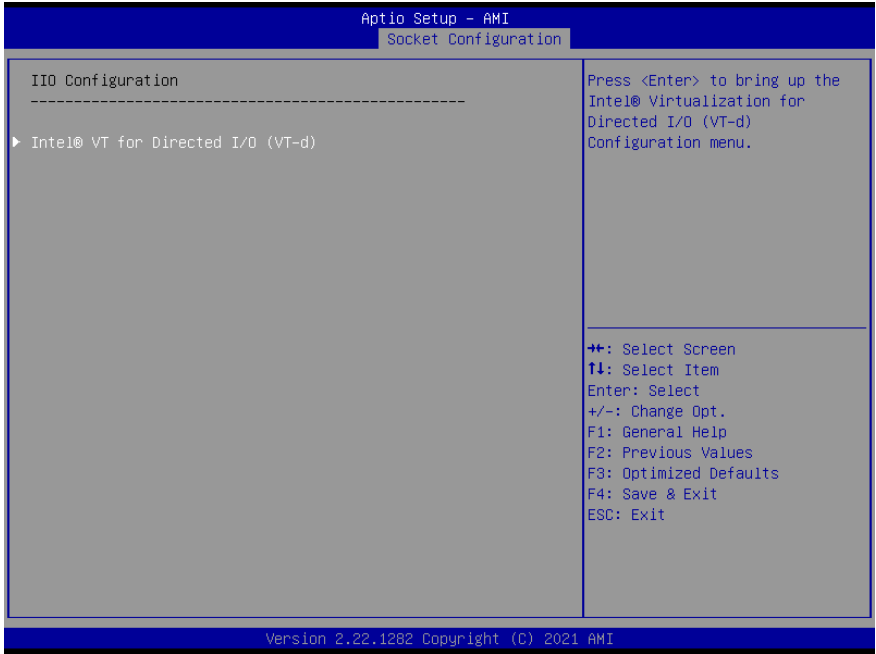 Aptio Setup – AMI
Socket Configuration
IIO Configuration
--------------------------------------------------
Intel® VT for Directed I/O (VT-d)
Press <Enter> to bring up the
Intel® Virtualization for
Directed I/O (VT-d)
Configuration menu.
→←: Select Screen
↑↓: Select Item
Enter: Select
+/-: Change Opt.
F1: General Help
F2: Previous Values
F3: Optimized Defaults
F4: Save & Exit
ESC: Exit
Version 2.22.1282 Copyright (C) 2021 AMI